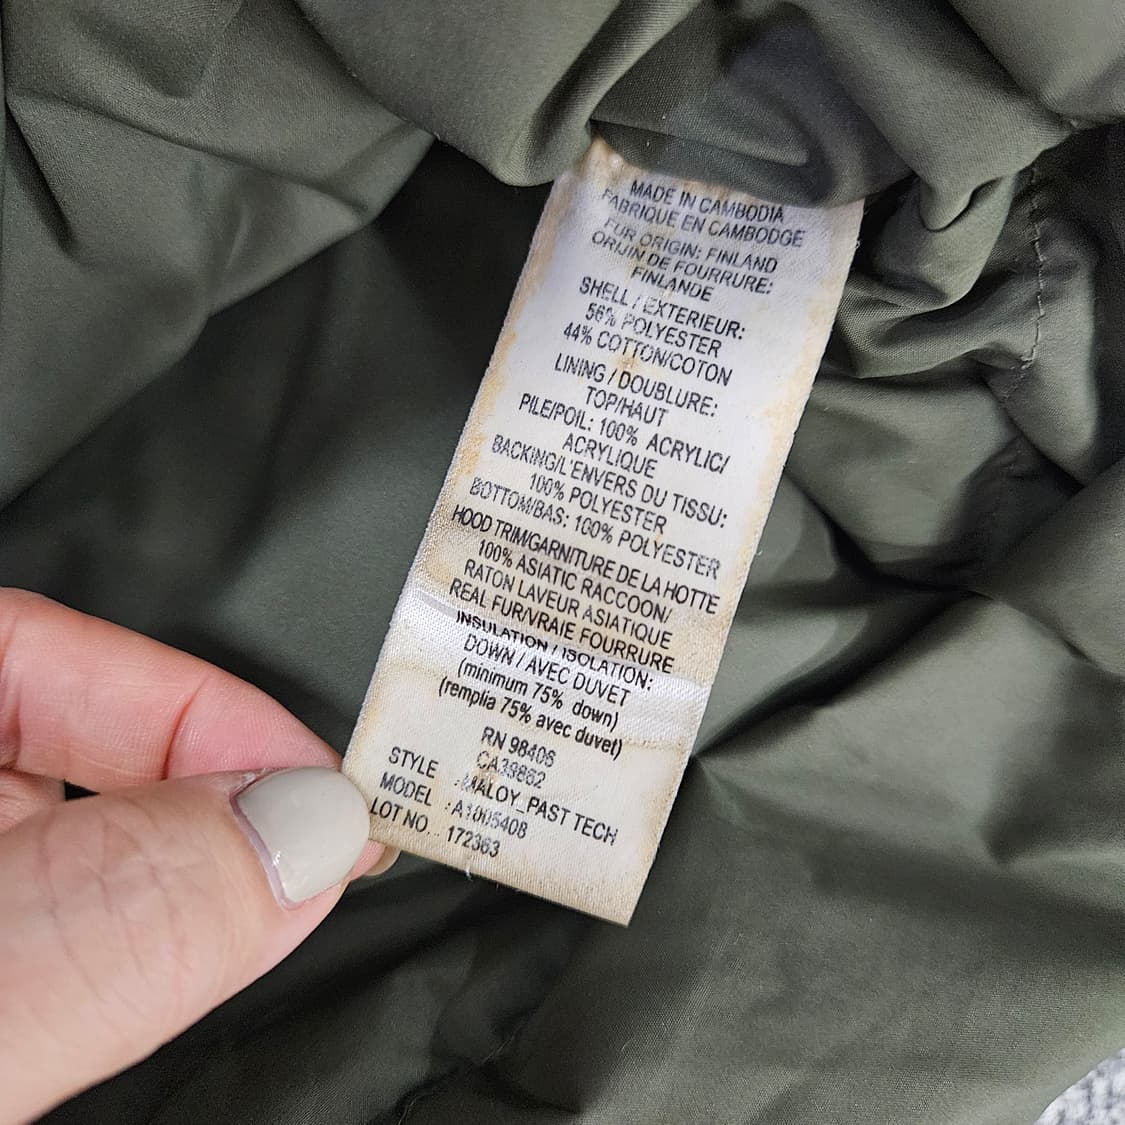 MADE IN CAMBODIA
FABRIQUE EN CAMBODGE
FUR ORIGIN: FINLAND
ORIJIN DE FOURRURE:
FINLANDE
SHELL / EXTERIEUR:
56% POLYESTER
44% COTTON/COTON
LINING / DOUBLURE:
TOP/HAUT
PILE/POIL: 100% ACRYLIC/
ACRYLIQUE
BACKING/L'ENVERS DU TISSU:
100% POLYESTER
BOTTOM/BAS: 100% POLYESTER
HOOD TRIM/GARNITURE DE LA HOTTE
100% ASIATIC RACCOON/
RATON LAVEUR ASIATIQUE
REAL FUR/VRAIE FOURRURE
INSULATION / ISOLATION:
DOWN / AVEC DUVET
(minimum 75% down)
(remplia 75% avec duvet)
RN 98406
CA39862
STYLE : MALOY_PAST TECH
MODEL : A1005408
LOT NO. : 172363